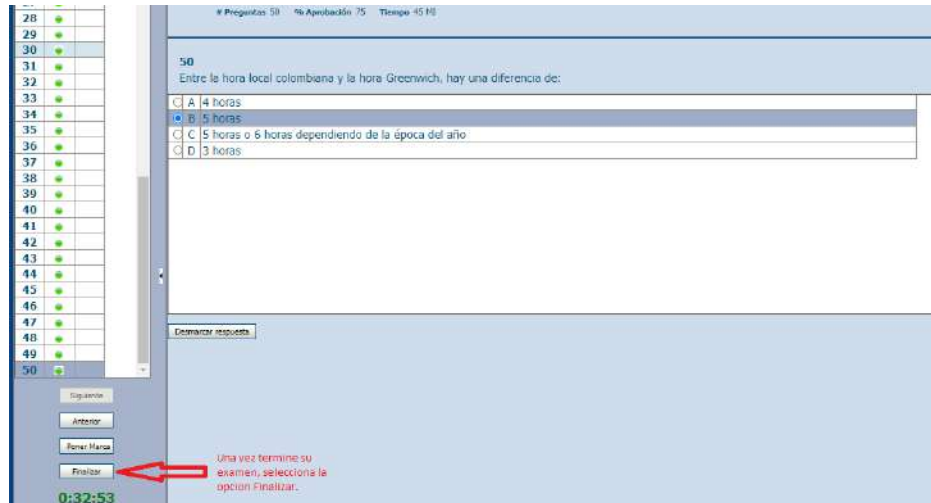 # Preguntas 50 % Aprobación 75 Tiempo 45 MI
28
29
30
31
32
33
34
35
36
37
38
39
40
41
42
43
44
45
46
47
48
49
50
50
Entre la hora local colombiana y la hora Greenwich, hay una diferencia de:
A 4 horas
B 5 horas
C 5 horas o 6 horas dependiendo de la época del año
D 3 horas
Desmarcar respuesta
Siguiente
Anterior
Poner Marca
Finalizar
Una vez termine su
examen, selecciona la
opcion Finalizar.
0:32:53